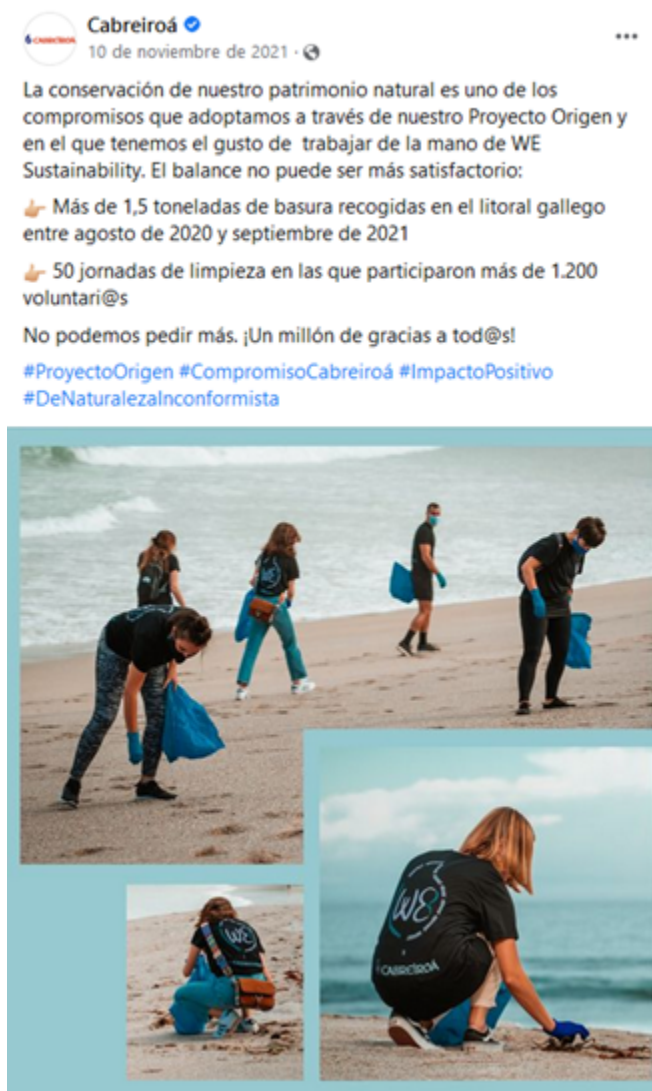 Cabreiroá
CABREIROÁ
10 de noviembre de 2021 ·
La conservación de nuestro patrimonio natural es uno de los
compromisos que adoptamos a través de nuestro Proyecto Origen y
en el que tenemos el gusto de trabajar de la mano de WE
Sustainability. El balance no puede ser más satisfactorio:
👉🏼 Más de 1,5 toneladas de basura recogidas en el litoral gallego
entre agosto de 2020 y septiembre de 2021
👉🏼 50 jornadas de limpieza en las que participaron más de 1.200
voluntari@s
No podemos pedir más. ¡Un millón de gracias a tod@s!
#ProyectoOrigen #CompromisoCabreiroá #ImpactoPositivo
#DeNaturalezaInconformista
WE
WE
WE
CABREIROÁ